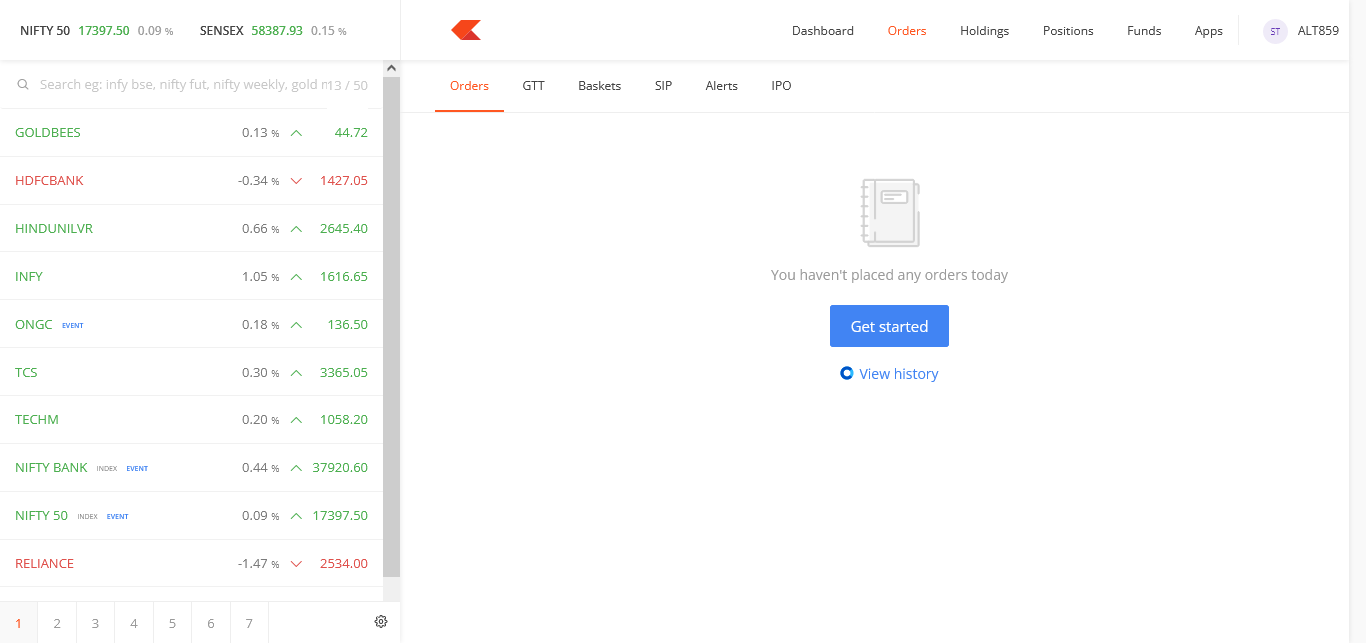 NIFTY 50 17397.50 0.09 % SENSEX 58387.93 0.15 %
Dashboard Orders Holdings Positions Funds Apps ST ALT859
Search eg: infy bse, nifty fut, nifty weekly, gold 13 / 50
Orders GTT Baskets SIP Alerts IPO
GOLDBEES 0.13 % 44.72
HDFCBANK -0.34 % 1427.05
HINDUNILVR 0.66 % 2645.40
INFY 1.05 % 1616.65
ONGC EVENT 0.18 % 136.50
TCS 0.30 % 3365.05
TECHM 0.20 % 1058.20
NIFTY BANK INDEX EVENT 0.44 % 37920.60
NIFTY 50 INDEX EVENT 0.09 % 17397.50
RELIANCE -1.47 % 2534.00
1 2 3 4 5 6 7
You haven't placed any orders today
Get started
View history